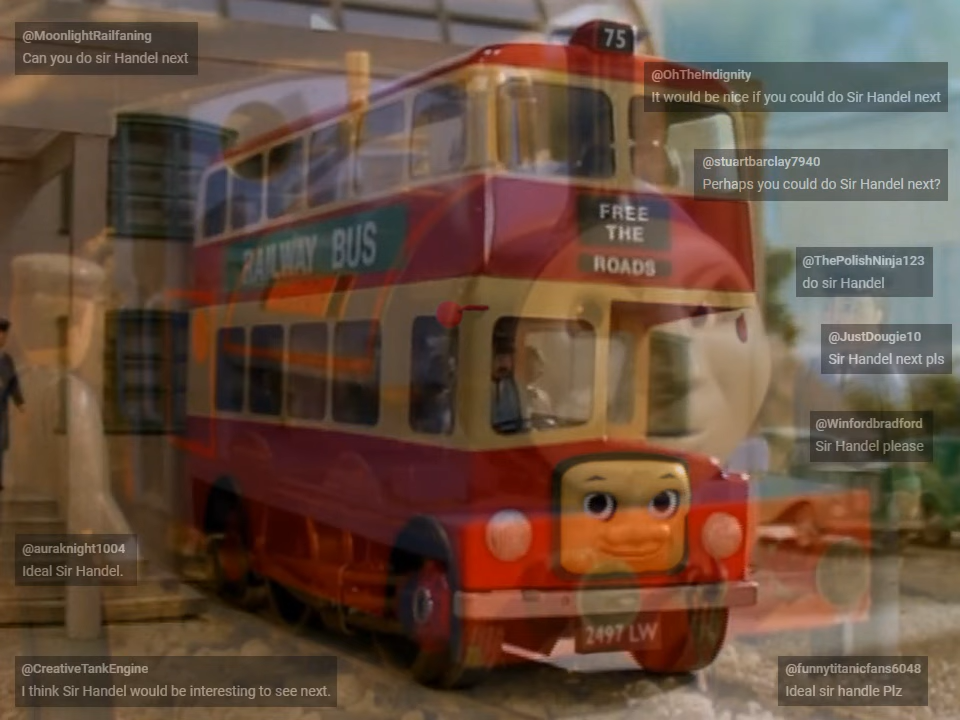 @MoonlightRailfaning
Can you do sir Handel next
75
@OhTheIndignity
It would be nice if you could do Sir Handel next
@stuartbarclay7940
Perhaps you could do Sir Handel next?
FREE
THE
ROADS
RAILWAY BUS
@ThePolishNinja123
do sir Handel
@JustDougie10
Sir Handel next pls
@Winfordbradford
Sir Handel please
@auraknight1004
Ideal Sir Handel.
2497 LW
@CreativeTankEngine
I think Sir Handel would be interesting to see next.
@funnytitanicfans6048
Ideal sir handle Plz